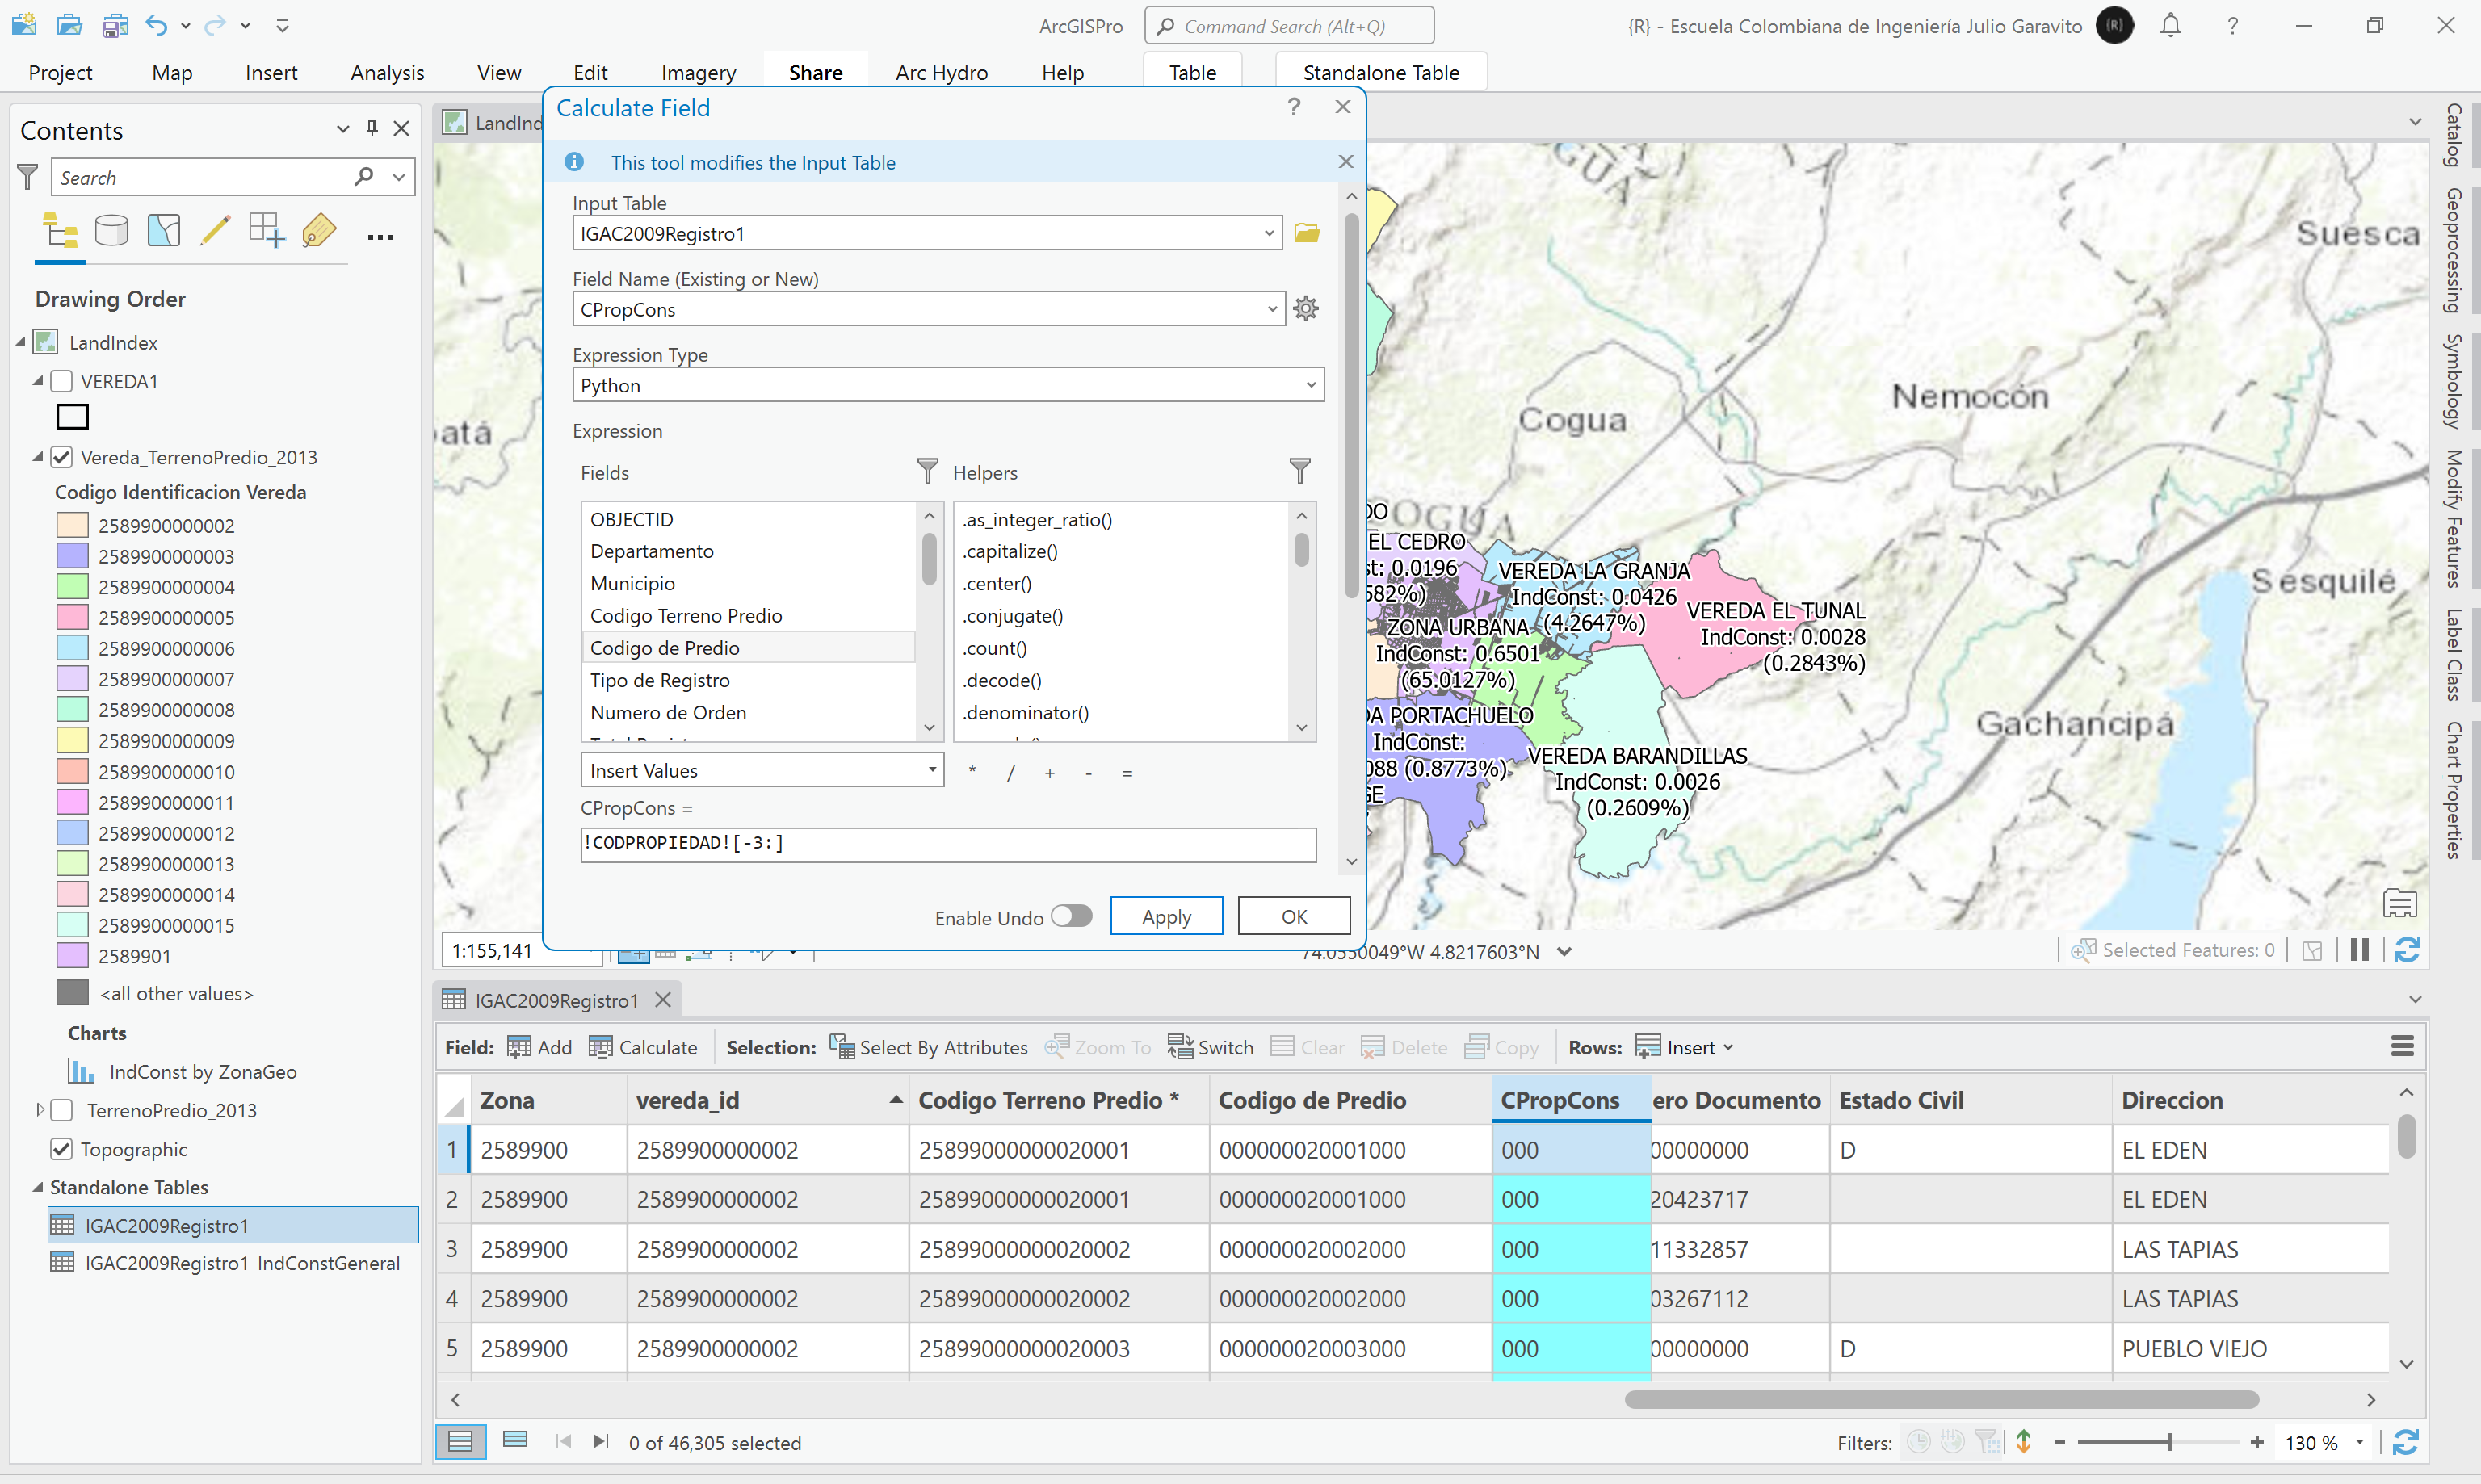 ArcGISPro
Command Search (Alt+Q)
{R} - Escuela Colombiana de Ingeniería Julio Garavito
{R}
?
Project Map Insert Analysis View Edit Imagery Share Arc Hydro Help Table Standalone Table
Contents
Search
Drawing Order
LandIndex
VEREDA1
Vereda_TerrenoPredio_2013
Codigo Identificacion Vereda
2589900000002
2589900000003
2589900000004
2589900000005
2589900000006
2589900000007
2589900000008
2589900000009
2589900000010
2589900000011
2589900000012
2589900000013
2589900000014
2589900000015
2589901
<all other values>
Charts
IndConst by ZonaGeo
TerrenoPredio_2013
Topographic
Standalone Tables
IGAC2009Registro1
IGAC2009Registro1_IndConstGeneral
LandInd
Calculate Field
?
This tool modifies the Input Table
Input Table
IGAC2009Registro1
Field Name (Existing or New)
CPropCons
Expression Type
Python
Expression
Fields
Helpers
OBJECTID
Departamento
Municipio
Codigo Terreno Predio
Codigo de Predio
Tipo de Registro
Numero de Orden
.as_integer_ratio()
.capitalize()
.center()
.conjugate()
.count()
.decode()
.denominator()
Insert Values
* / + - =
CPropCons =
!CODPROPIEDAD![-3:]
Enable Undo
Apply
OK
GUA
Suesca
Nemocón
Cogua
atá
Sesquilé
Gachancipá
COGUA
DO
EL CEDRO
st: 0.0196
582%)
VEREDA LA GRANJA
IndConst: 0.0426
(4.2647%)
VEREDA EL TUNAL
IndConst: 0.0028
(0.2843%)
ZONA URBANA
IndConst: 0.6501
(65.0127%)
DA PORTACHUELO
IndConst:
088 (0.8773%)
GE
VEREDA BARANDILLAS
IndConst: 0.0026
(0.2609%)
1:155,141
74.0550049°W 4.8217603°N
Selected Features: 0
Catalog
Geoprocessing
Symbology
Modify Features
Label Class
Chart Properties
IGAC2009Registro1
Field: Add Calculate Selection: Select By Attributes Zoom To Switch Clear Delete Copy Rows: Insert
Zona vereda_id Codigo Terreno Predio * Codigo de Predio CPropCons ero Documento Estado Civil Direccion
1 2589900 2589900000002 25899000000020001 000000020001000 000 00000000 D EL EDEN
2 2589900 2589900000002 25899000000020001 000000020001000 000 20423717 EL EDEN
3 2589900 2589900000002 25899000000020002 000000020002000 000 11332857 LAS TAPIAS
4 2589900 2589900000002 25899000000020002 000000020002000 000 03267112 LAS TAPIAS
5 2589900 2589900000002 25899000000020003 000000020003000 000 00000000 D PUEBLO VIEJO
0 of 46,305 selected
Filters:
- + 130 %